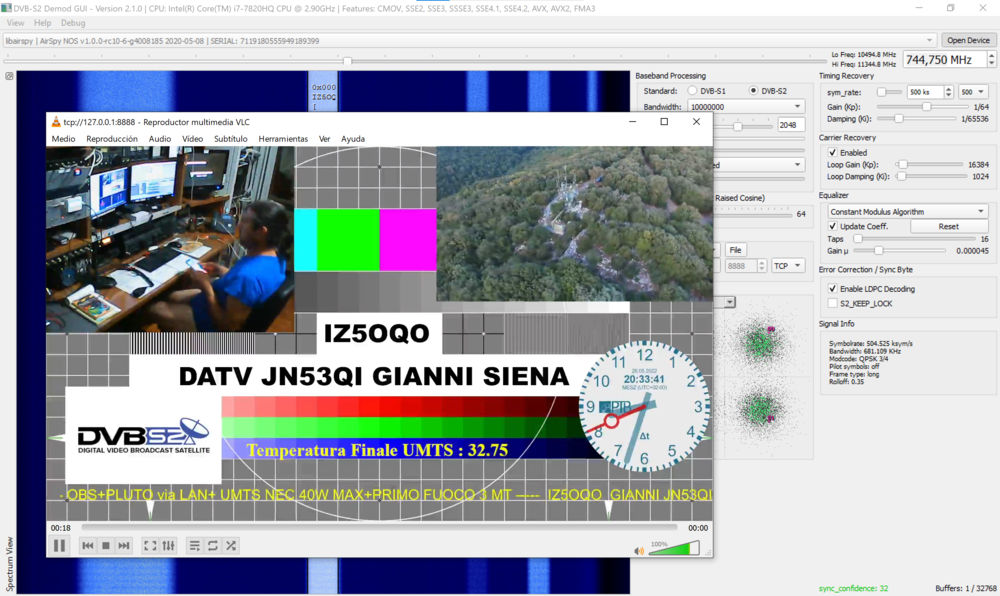 DVB-S2 Demod GUI - Version 2.1.0 | CPU: Intel(R) Core(TM) i7-7820HQ CPU @ 2.90GHz | Features: CMOV, SSE2, SSE3, SSSE3, SSE4.1, SSE4.2, AVX, AVX2, FMA3
View Help Debug
libairspy | AirSpy NOS v1.0.0-rc10-6-g4008185 2020-05-08 | SERIAL: 7119180555949189399
Open Device
Lo Freq: 10494.8 MHz
Hi Freq: 11344.8 MHz
744,750 MHz
0x000
IZ5OQ
[
Baseband Processing
Standard: DVB-S1 DVB-S2
Bandwidth: 10000000
2048
Raised Cosine)
64
File
8888 TCP
Timing Recovery
sym_rate: 500 ks 500
Gain (Kp): 1/64
Damping (Ki): 1/65536
Carrier Recovery
Enabled
Loop Gain (Kp): 16384
Loop Damping (Ki): 1024
Equalizer
Constant Modulus Algorithm
Update Coeff. Reset
Taps 16
Gain µ 0.000045
Error Correction / Sync Byte
Enable LDPC Decoding
S2_KEEP_LOCK
Signal Info
Symbolrate: 504.525 ksym/s
Bandwidth: 681.109 KHz
Modcode: QPSK 3/4
Pilot symbols: off
Frame type: long
Rolloff: 0.35
tcp://127.0.0.1:8888 - Reproductor multimedia VLC
Medio Reproducción Audio Vídeo Subtítulo Herramientas Ver Ayuda
IZ5OQO
DATV JN53QI GIANNI SIENA
DVBS2
DIGITAL VIDEO BROADCAST SATELLITE
Temperatura Finale UMTS : 32.75
12
1
2
3
4
5
6
7
8
9
10
11
26.05.2022
20:33:41
MESZ (UTC+02:00)
PTB
Δt
- OBS+PLUTO via LAN+ UMTS NEC 40W MAX+PRIMO FUOCO 3 MT ----- IZ5OQO GIANNI JN53QI
00:18
00:00
100%
Spectrum View
sync_confidence: 32
Buffers: 1 / 32768